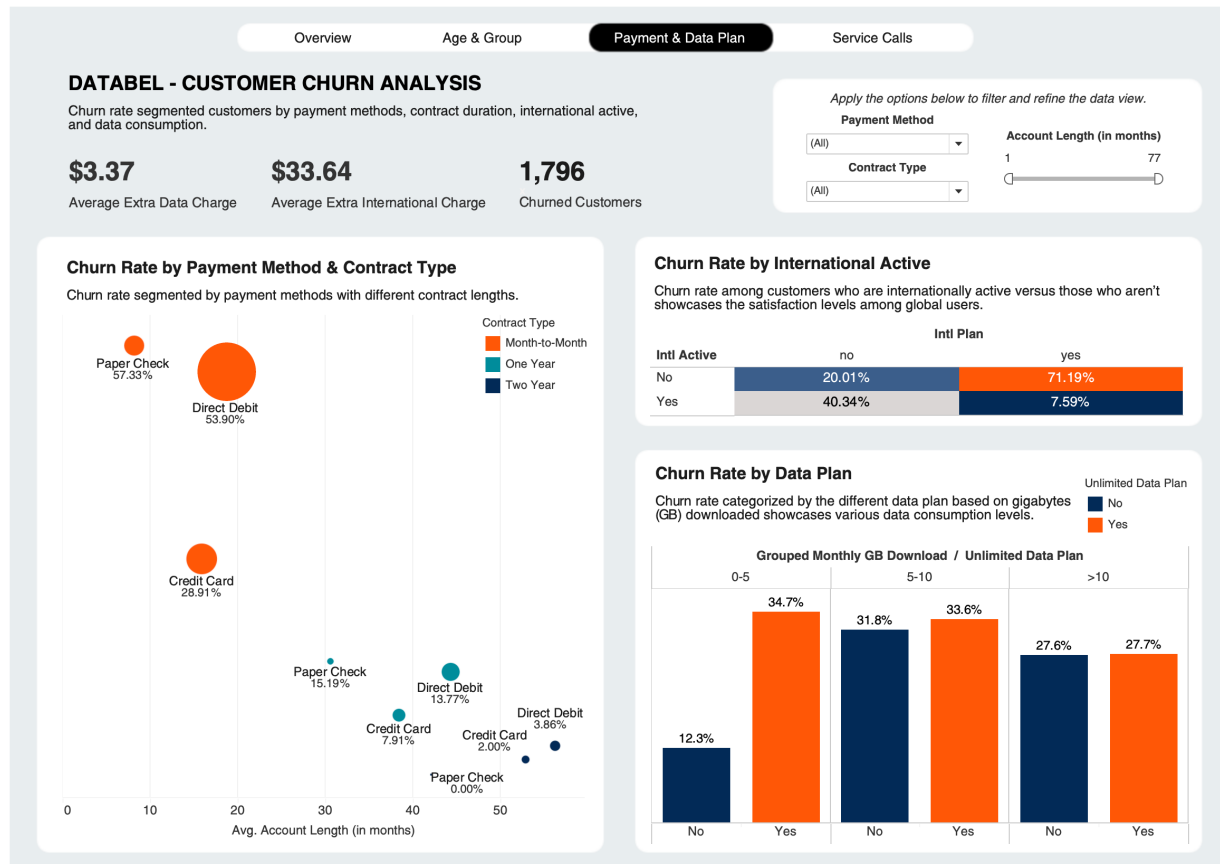 Overview
Age & Group
Payment & Data Plan
Service Calls
DATABEL - CUSTOMER CHURN ANALYSIS
Churn rate segmented customers by payment methods, contract duration, international active,
and data consumption.
$3.37
Average Extra Data Charge
$33.64
Average Extra International Charge
1,796
Churned Customers
Apply the options below to filter and refine the data view.
Payment Method
(All)
Contract Type
(All)
Account Length (in months)
1
77
Churn Rate by Payment Method & Contract Type
Churn rate segmented by payment methods with different contract lengths.
Contract Type
Month-to-Month
One Year
Two Year
Paper Check
57.33%
Direct Debit
53.90%
Credit Card
28.91%
Paper Check
15.19%
Direct Debit
13.77%
Credit Card
7.91%
Direct Debit
3.86%
Credit Card
2.00%
Paper Check
0.00%
0
10
20
30
40
50
Avg. Account Length (in months)
Churn Rate by International Active
Churn rate among customers who are internationally active versus those who aren't
showcases the satisfaction levels among global users.
Intl Plan
Intl Active
no
yes
No
20.01%
71.19%
Yes
40.34%
7.59%
Churn Rate by Data Plan
Churn rate categorized by the different data plan based on gigabytes
(GB) downloaded showcases various data consumption levels.
Unlimited Data Plan
No
Yes
Grouped Monthly GB Download / Unlimited Data Plan
0-5
5-10
>10
12.3%
34.7%
31.8%
33.6%
27.6%
27.7%
No
Yes
No
Yes
No
Yes